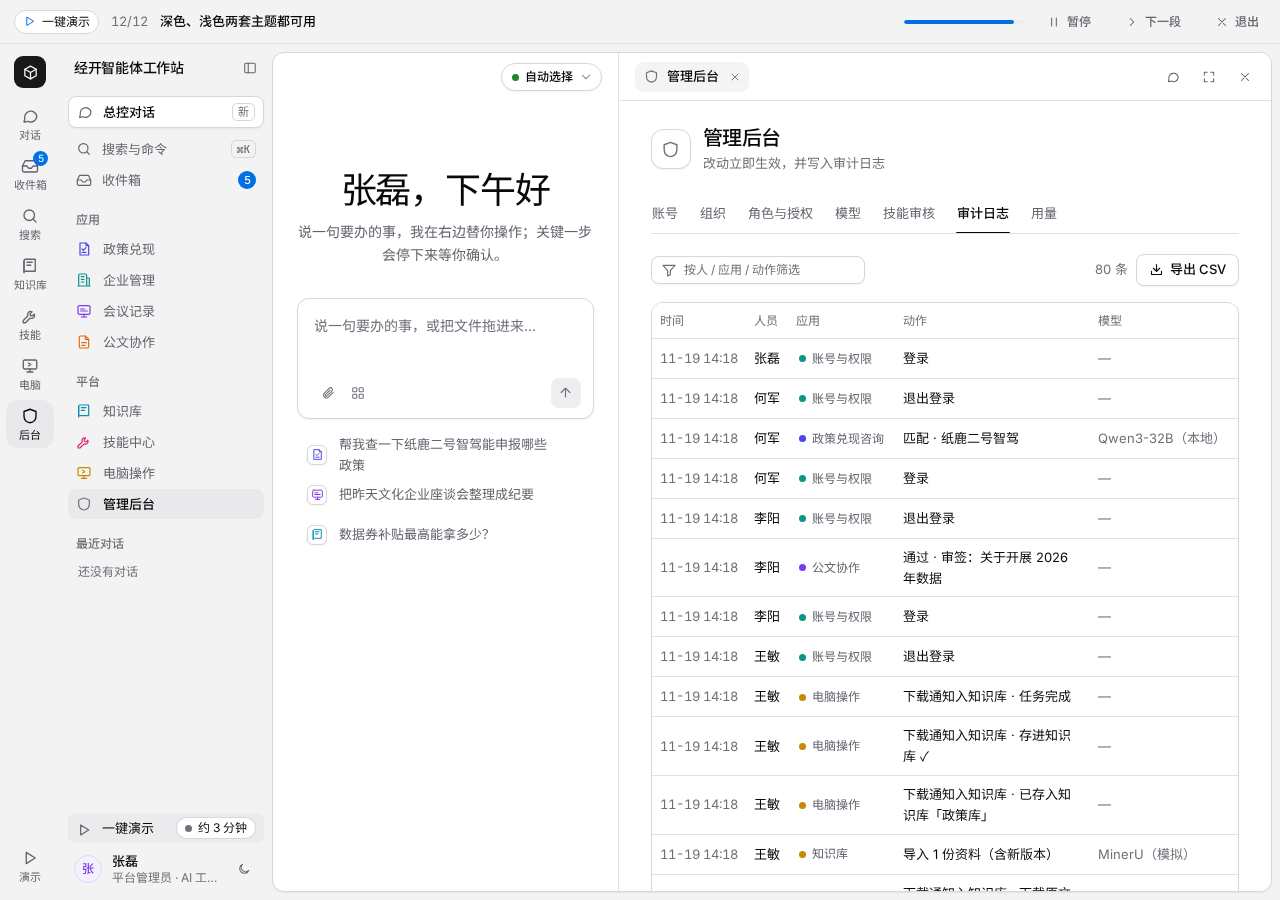 一键演示
12/12
深色、浅色两套主题都可用
暂停
下一段
退出
对话
5
收件箱
搜索
知识库
技能
电脑
后台
演示
经开智能体工作站
总控对话
新
搜索与命令
⌘K
收件箱
5
应用
政策兑现
企业管理
会议记录
公文协作
平台
知识库
技能中心
电脑操作
管理后台
最近对话
还没有对话
一键演示
约 3 分钟
张
张磊
平台管理员 · AI 工...
自动选择
张磊，下午好
说一句要办的事，我在右边替你操作；关键一步
会停下来等你确认。
说一句要办的事，或把文件拖进来...
帮我查一下纸鹿二号智驾能申报哪些
政策
把昨天文化企业座谈会整理成纪要
数据券补贴最高能拿多少？
管理后台
管理后台
改动立即生效，并写入审计日志
账号
组织
角色与授权
模型
技能审核
审计日志
用量
按人 / 应用 / 动作筛选
80 条
导出 CSV
时间 人员 应用 动作 模型
11-19 14:18 张磊 账号与权限 登录 —
11-19 14:18 何军 账号与权限 退出登录 —
11-19 14:18 何军 政策兑现咨询 匹配 · 纸鹿二号智驾 Qwen3-32B（本地）
11-19 14:18 何军 账号与权限 登录 —
11-19 14:18 李阳 账号与权限 退出登录 —
11-19 14:18 李阳 公文协作 通过 · 审签：关于开展 2026
年数据 —
11-19 14:18 李阳 账号与权限 登录 —
11-19 14:18 王敏 账号与权限 退出登录 —
11-19 14:18 王敏 电脑操作 下载通知入知识库 · 任务完成 —
11-19 14:18 王敏 电脑操作 下载通知入知识库 · 存进知识
库 ✓ —
11-19 14:18 王敏 电脑操作 下载通知入知识库 · 已存入知
识库「政策库」 —
11-19 14:18 王敏 知识库 导入 1 份资料（含新版本） MinerU（模拟）